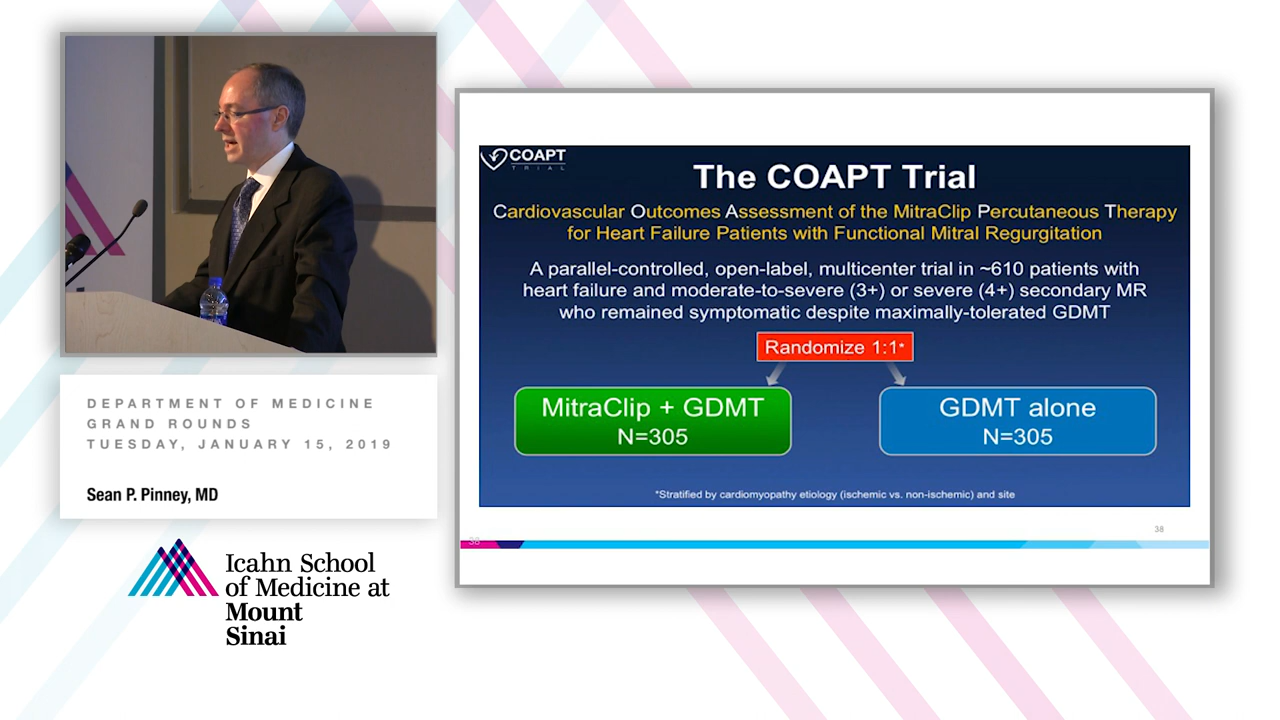 DEPARTMENT OF MEDICINE
GRAND ROUNDS
TUESDAY, JANUARY 15, 2019
Sean P. Pinney, MD
Icahn School
of Medicine at
Mount
Sinai
COAPT
TRIAL
The COAPT Trial
Cardiovascular Outcomes Assessment of the MitraClip Percutaneous Therapy
for Heart Failure Patients with Functional Mitral Regurgitation
A parallel-controlled, open-label, multicenter trial in ~610 patients with
heart failure and moderate-to-severe (3+) or severe (4+) secondary MR
who remained symptomatic despite maximally-tolerated GDMT
Randomize 1:1*
MitraClip + GDMT
N=305
GDMT alone
N=305
*Stratified by cardiomyopathy etiology (ischemic vs. non-ischemic) and site
38
38